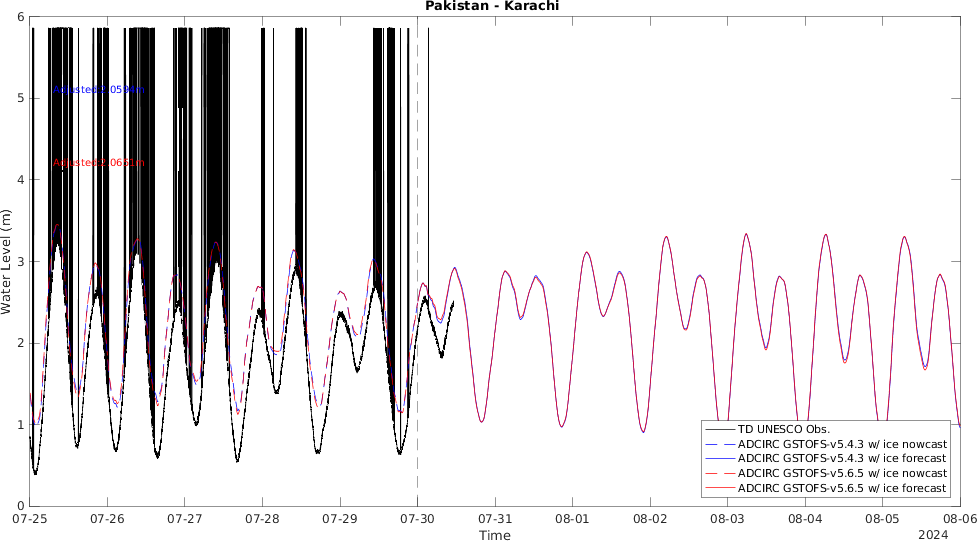 Pakistan - Karachi
6
5
4
3
2
1
0
Water Level (m)
Adjusted
Adjusted
TD UNESCO Obs.
ADCIRC GSTOFS-v5.4.3 w/ ice nowcast
ADCIRC GSTOFS-v5.4.3 w/ ice forecast
ADCIRC GSTOFS-v5.6.5 w/ ice nowcast
ADCIRC GSTOFS-v5.6.5 w/ ice forecast
07-25 07-26 07-27 07-28 07-29 07-30 07-31 08-01 08-02 08-03 08-04 08-05 08-06
Time
2024